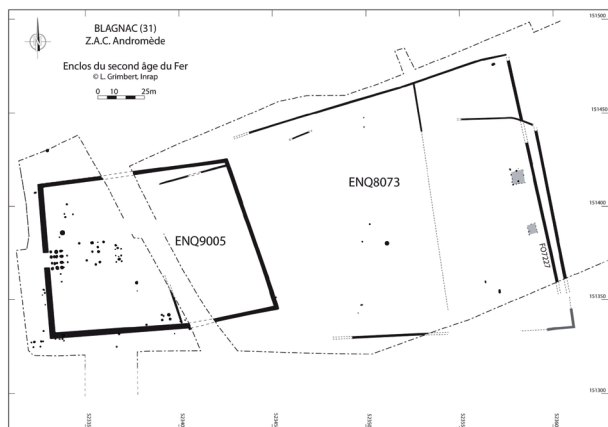 BLAGNAC (31)
Z.A.C. Andromède
Enclos du second âge du Fer
© L. Grimbert, Inrap
0 10 25m
ENQ8073
ENQ9005
FO7227
151900
151450
151400
151350
151300